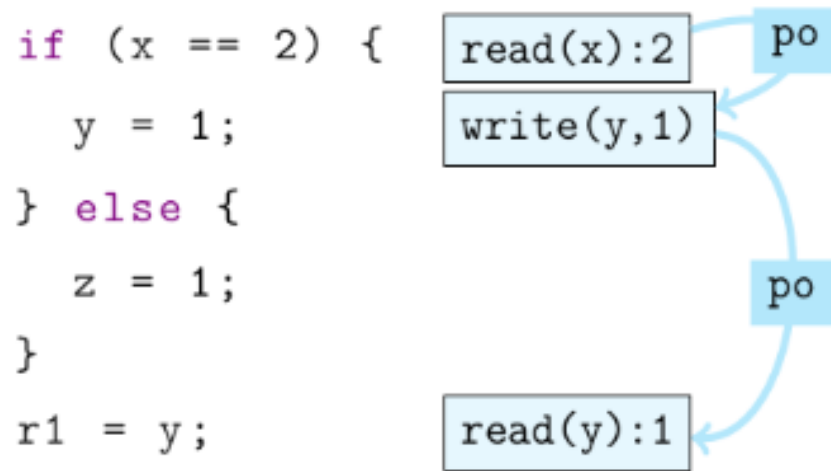 if (x == 2) { read(x):2 po
y = 1; write(y,1)
} else {
z = 1; po
}
r1 = y; read(y):1